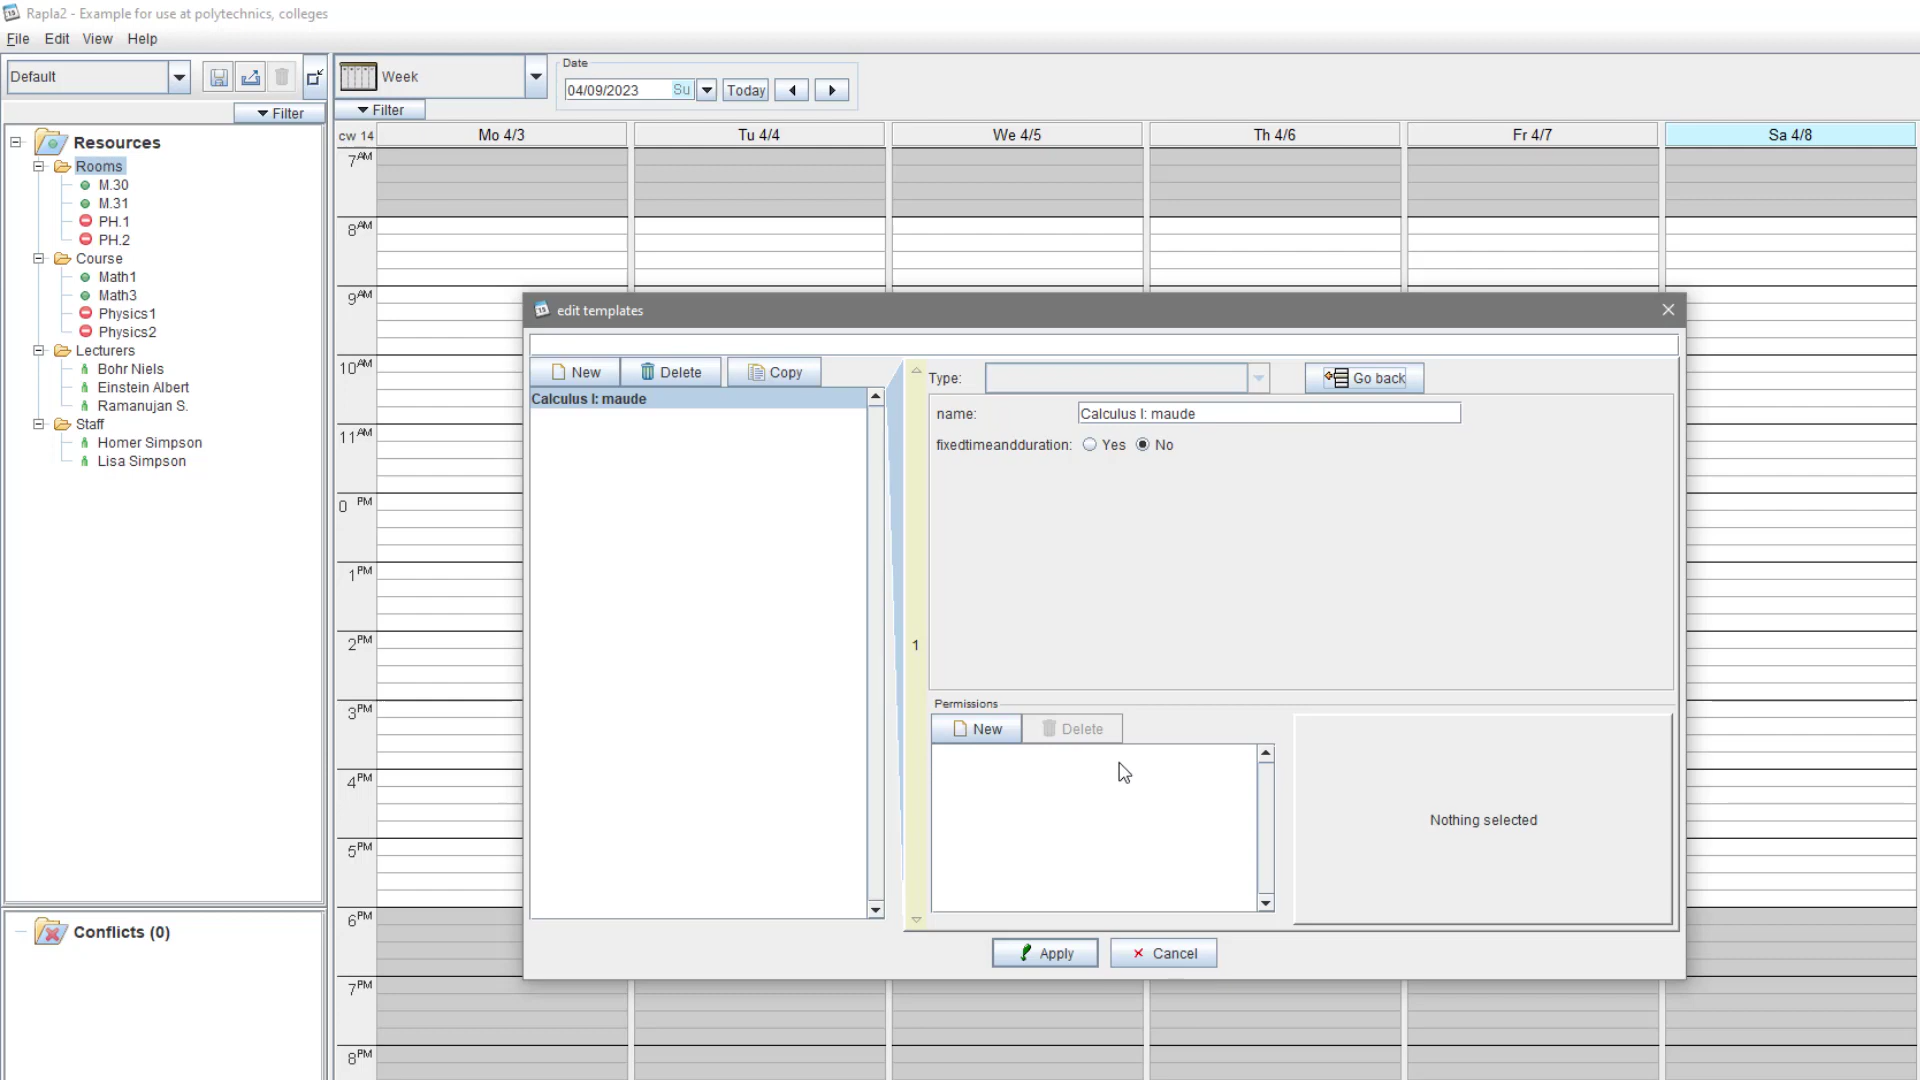 Rapla2 - Example for use at polytechnics, colleges
File Edit View Help
Default
Week
Date
04/09/2023 Su
Today
Filter
Filter
Resources
Rooms
M.30
M.31
PH.1
PH.2
Course
Math1
Math3
Physics1
Physics2
Lecturers
Bohr Niels
Einstein Albert
Ramanujan S.
Staff
Homer Simpson
Lisa Simpson
Conflicts (0)
cw 14 Mo 4/3 Tu 4/4 We 4/5 Th 4/6 Fr 4/7 Sa 4/8
7AM
8AM
9AM
10AM
11AM
0 PM
1PM
2PM
3PM
4PM
5PM
6PM
7PM
8PM
edit templates
New Delete Copy
Calculus I: maude
1
Type:
Go back
name: Calculus I: maude
fixedtimeandduration: Yes No
Permissions
New Delete
Nothing selected
Apply Cancel